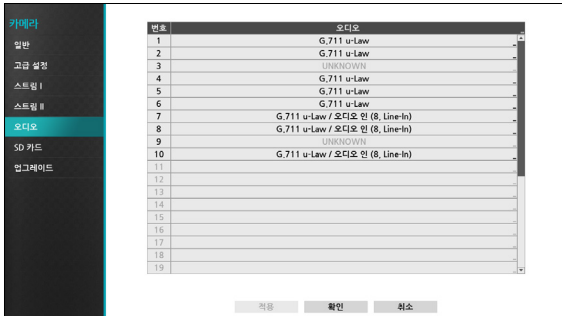 카메라
일반
고급 설정
스트림 I
스트림 II
오디오
SD 카드
업그레이드
번호 오디오
1 G.711 u-Law
2 G.711 u-Law
3 UNKNOWN
4 G.711 u-Law
5 G.711 u-Law
6 G.711 u-Law
7 G.711 u-Law / 오디오 인 (8, Line-In)
8 G.711 u-Law / 오디오 인 (8, Line-In)
9 UNKNOWN
10 G.711 u-Law / 오디오 인 (8, Line-In)
11
12
13
14
15
16
17
18
19
적용 확인 취소